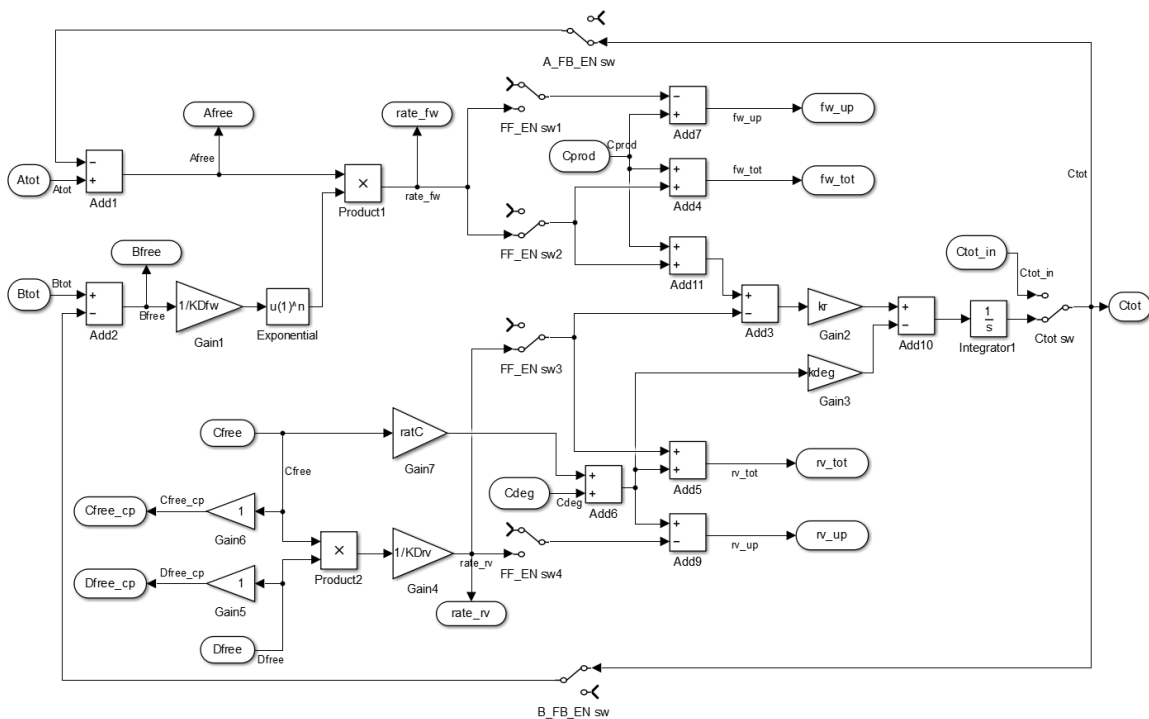 A_FB_EN sw
Afree
rate_fw
FF_EN sw1
−
+
Add7
fw_up
fw_up
Cprod
Cprod
Atot
Atot
−
+
Add1
Afree
×
Product1
rate_fw
+
+
Add4
fw_tot
fw_tot
Ctot
FF_EN sw2
Bfree
Btot
Btot
+
−
Add2
Bfree
1/KDfw
Gain1
u(1)^n
Exponential
+
+
Add11
Ctot_in
Ctot_in
+
−
Add3
kr
Gain2
+
−
Add10
1
s
Integrator1
Ctot sw
Ctot
FF_EN sw3
kdeg
Gain3
Cfree
Cfree
ratC
Gain7
Cdeg
Cdeg
+
+
Add6
+
+
Add5
rv_tot
rv_tot
Cfree_cp
Cfree_cp
1
Gain6
×
Product2
1/KDrv
Gain4
rate_rv
FF_EN sw4
+
−
Add9
rv_up
rv_up
Dfree_cp
Dfree_cp
1
Gain5
rate_rv
Dfree
Dfree
B_FB_EN sw